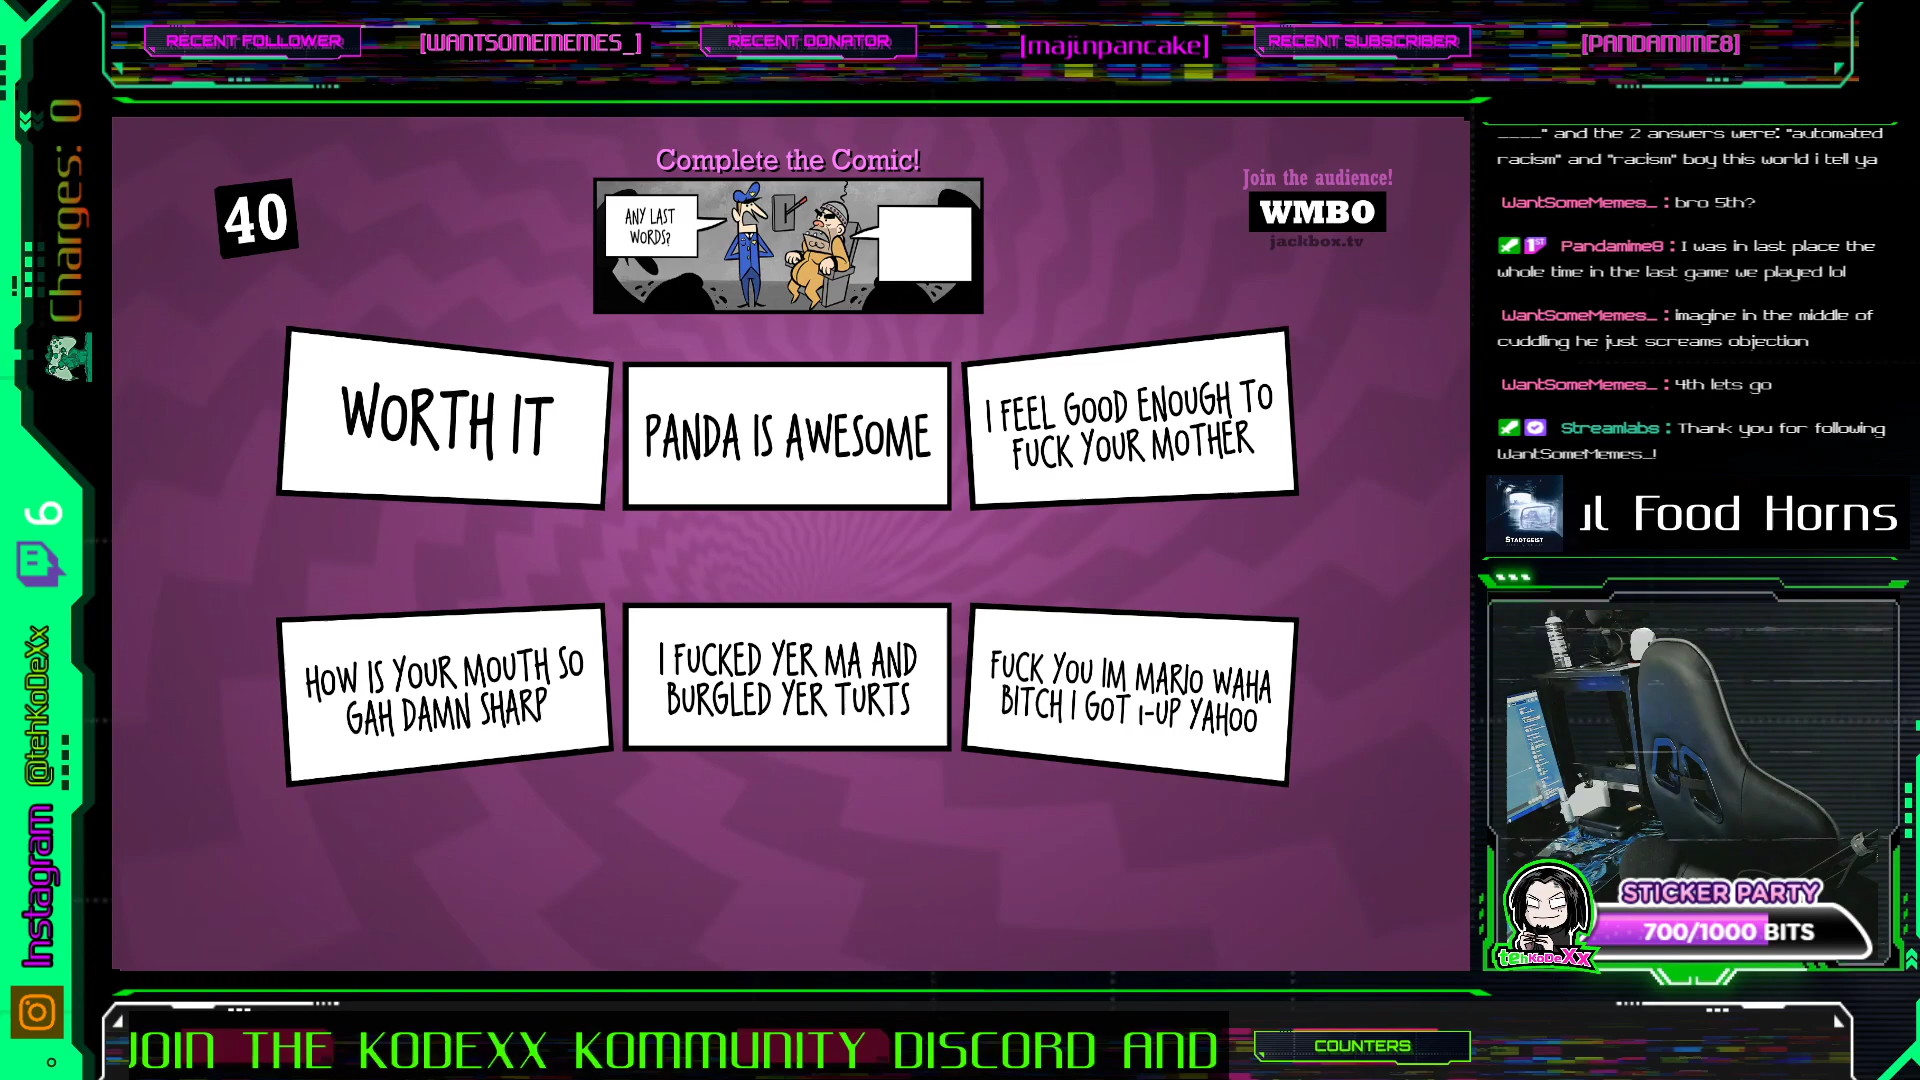 RECENT FOLLOWER
[WANTSOMEMEMES_]
RECENT DONATOR
[majinpancake]
RECENT SUBSCRIBER
[PANDAMIME8]
Charges: 0
6
@tehKoDeXx
Instagram
Complete the Comic!
40
ANY LAST
WORDS?
Join the audience!
WMBO
jackbox.tv
WORTH IT
PANDA IS AWESOME
I FEEL GOOD ENOUGH TO
FUCK YOUR MOTHER
HOW IS YOUR MOUTH SO
GAH DAMN SHARP
I FUCKED YER MA AND
BURGLED YER TURTS
FUCK YOU IM MARIO WAHA
BITCH I GOT 1-UP YAHOO
____" and the 2 answers were: "automated
racism" and "racism" boy this world i tell ya
WantSomeMemes_ : bro 5th?
1ST Pandamime8 : I was in last place the
whole time in the last game we played lol
WantSomeMemes_ : imagine in the middle of
cuddling he just screams objection
WantSomeMemes_ : 4th lets go
Streamlabs : Thank you for following
WantSomeMemes_!
STADTGEIST
Food Horns
STICKER PARTY
700/1000 BITS
tehKoDeXx
JOIN THE KODEXX KOMMUNITY DISCORD AND
COUNTERS